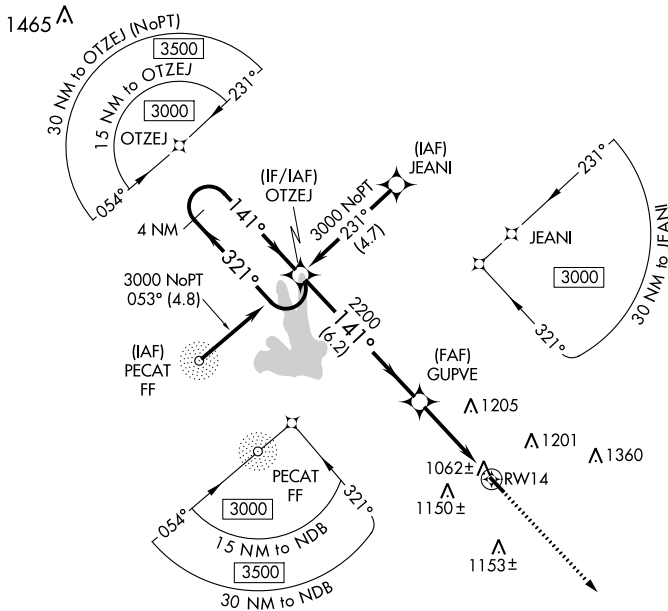 1465
30 NM to OTZEJ (NoPT)
3500
15 NM to OTZEJ
3000
OTZEJ
231°
054°
(IF/IAF)
OTZEJ
(IAF)
JEANI
3000 NoPT
231°
(4.7)
4 NM
141°
321°
231°
JEANI
3000
321°
30 NM to JEANI
3000 NoPT
053° (4.8)
(IAF)
PECAT
FF
2200
141°
(6.2)
(FAF)
GUPVE
1205
1201
1360
1062±
RW14
1150±
1153±
PECAT
FF
054°
321°
3000
15 NM to NDB
3500
30 NM to NDB